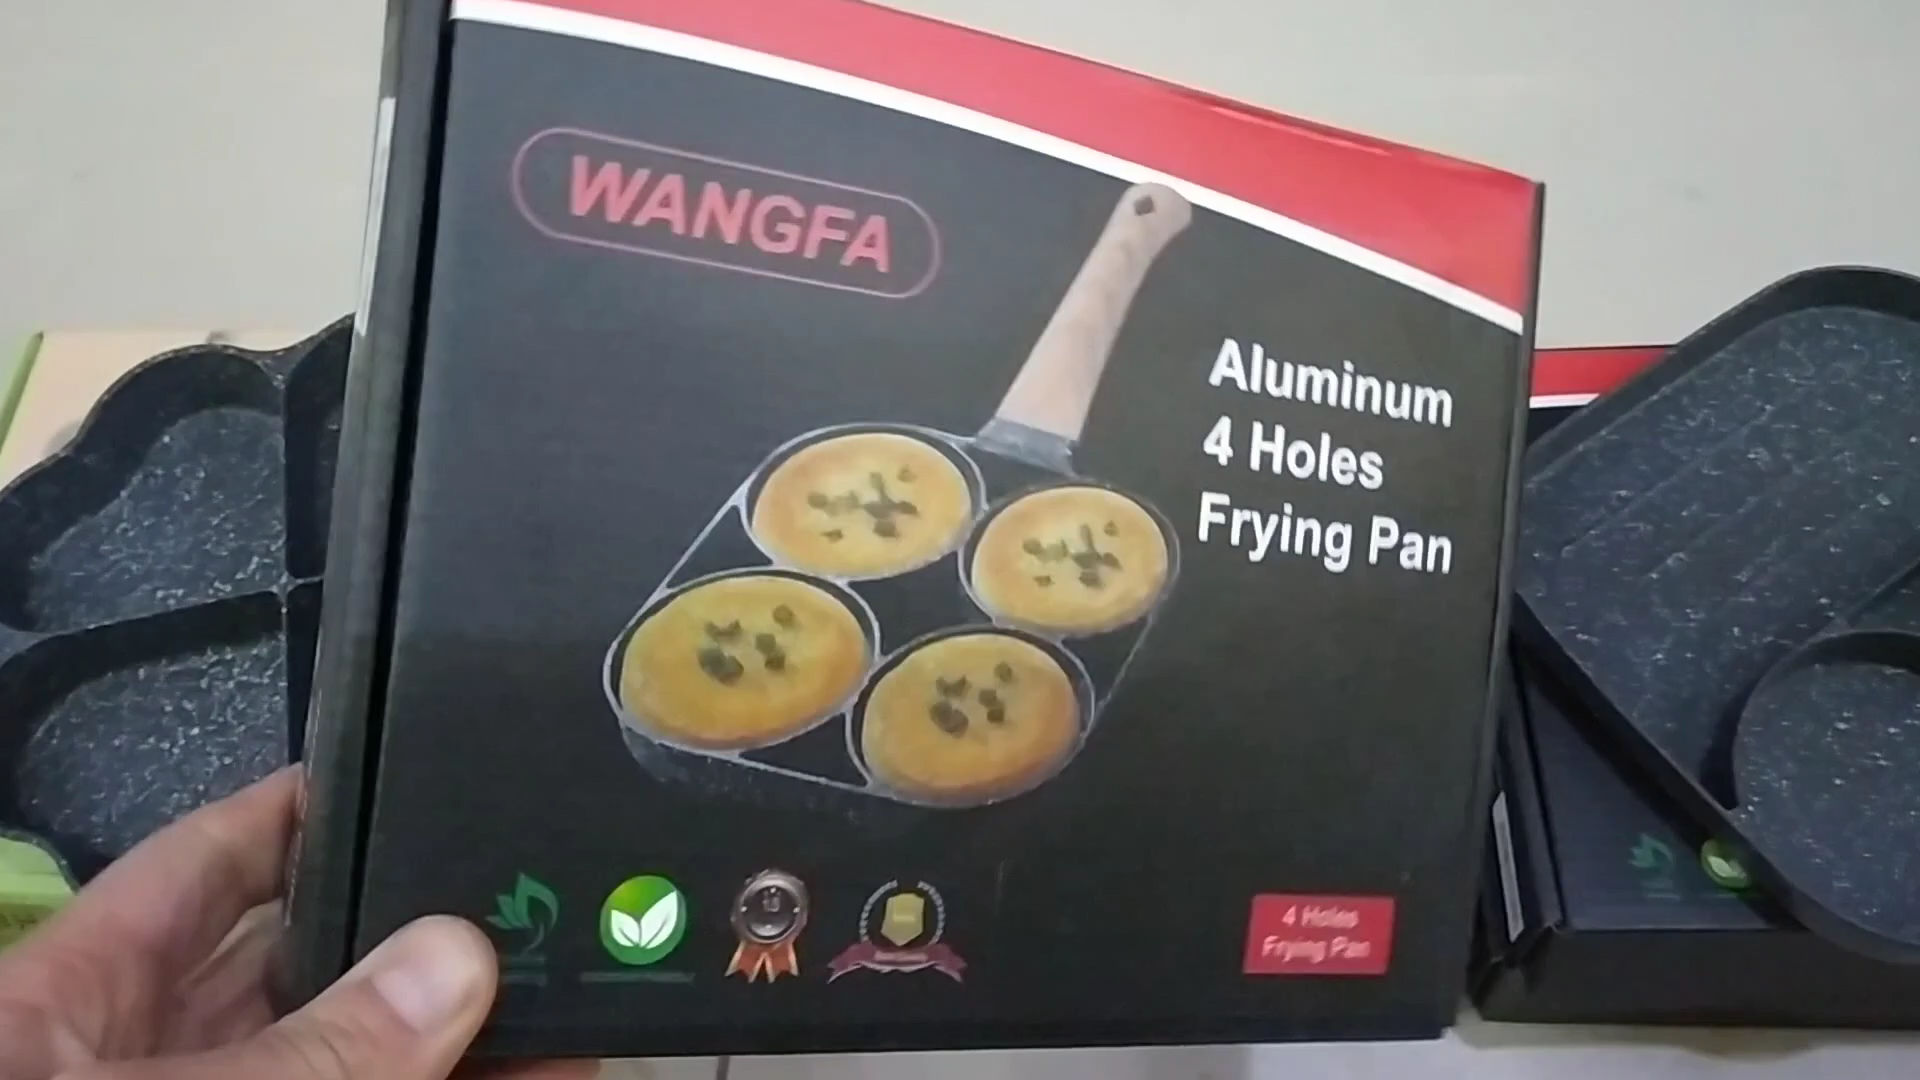 WANGFA
Aluminum
4 Holes
Frying Pan
4 Holes
Frying Pan